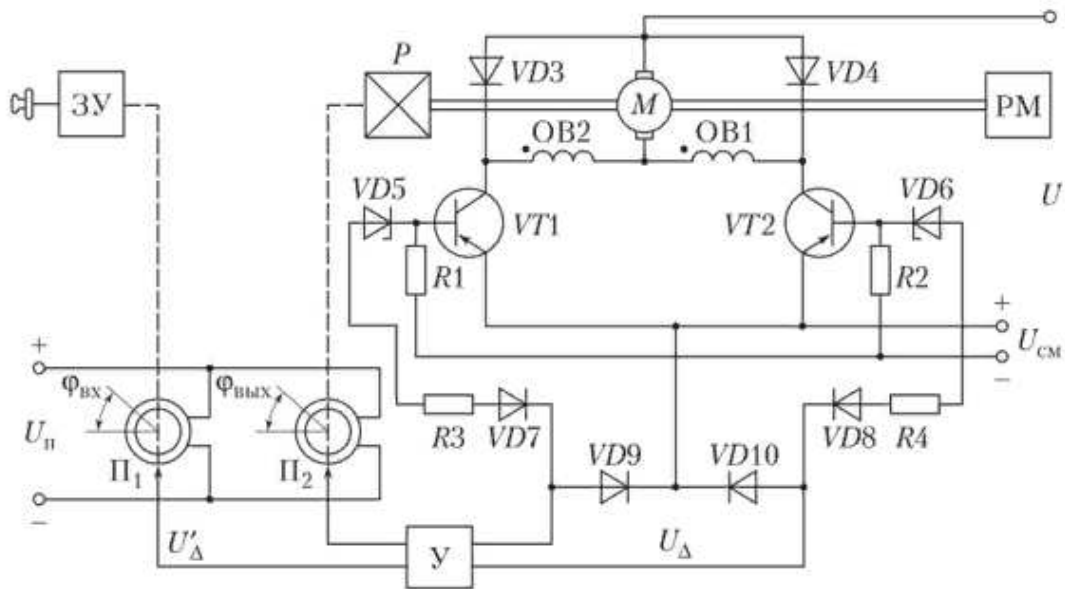 P
VD3
VD4
ЗУ
M
РМ
ОВ2
ОВ1
VD5
VD6
VT1
VT2
U
R1
R2
+
Uсм
−
+
φвх
φвых
Uп
R3
VD7
VD8
R4
П1
П2
VD9
VD10
−
U′Δ
У
UΔ